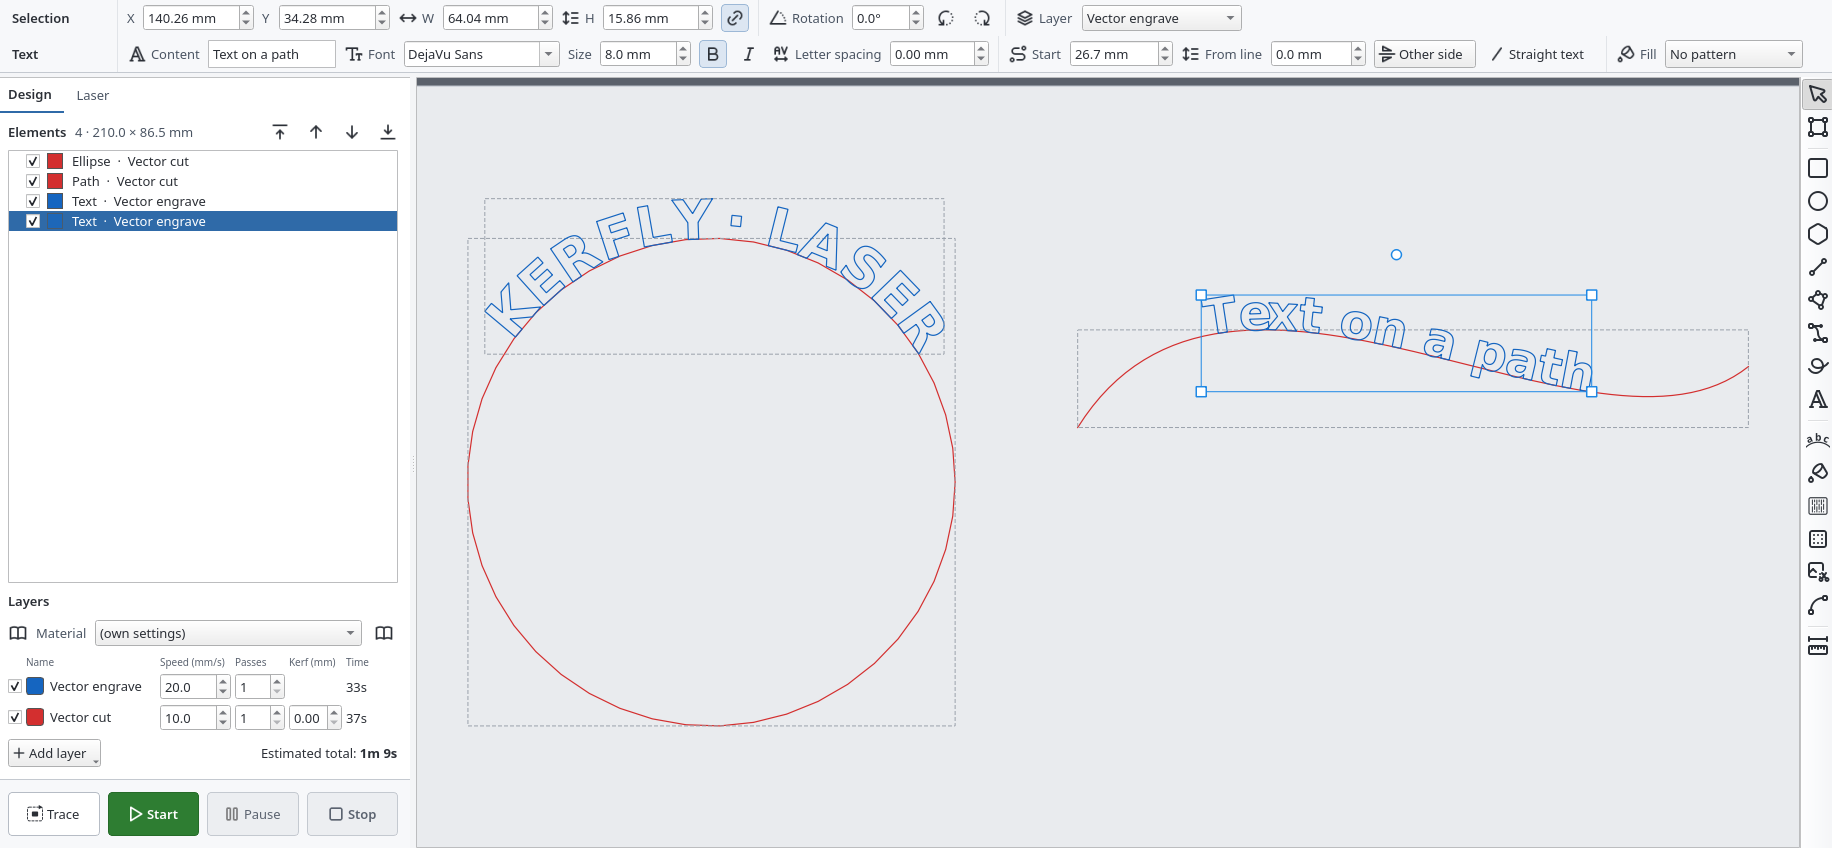 Selection X 140.26 mm Y 34.28 mm W 64.04 mm H 15.86 mm Rotation 0.0° Layer Vector engrave
Text Content Text on a path Font DejaVu Sans Size 8.0 mm B I AV Letter spacing 0.00 mm Start 26.7 mm From line 0.0 mm Other side Straight text Fill No pattern
Design Laser
Elements 4 · 210.0 × 86.5 mm
Ellipse · Vector cut
Path · Vector cut
Text · Vector engrave
Text · Vector engrave
KERFLY · LASER
Text on a path
abc
Layers
Material (own settings)
Name Speed (mm/s) Passes Kerf (mm) Time
Vector engrave 20.0 1 33s
Vector cut 10.0 1 0.00 37s
Add layer Estimated total: 1m 9s
Trace Start Pause Stop